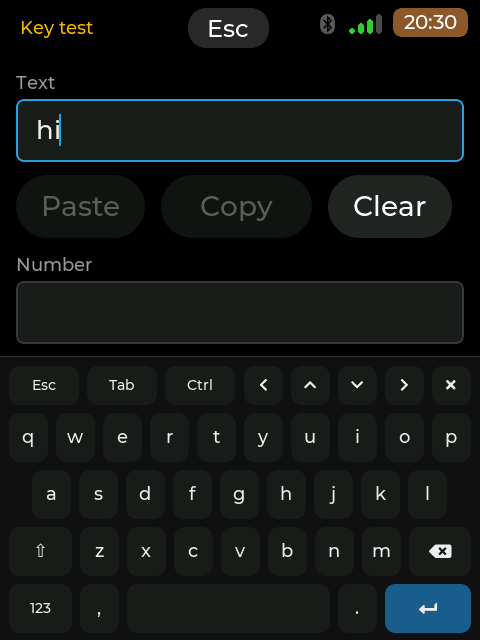 Key test Esc 20:30
Text
hi
Paste Copy Clear
Number
Esc Tab Ctrl
q w e r t y u i o p
a s d f g h j k l
z x c v b n m
123 , .